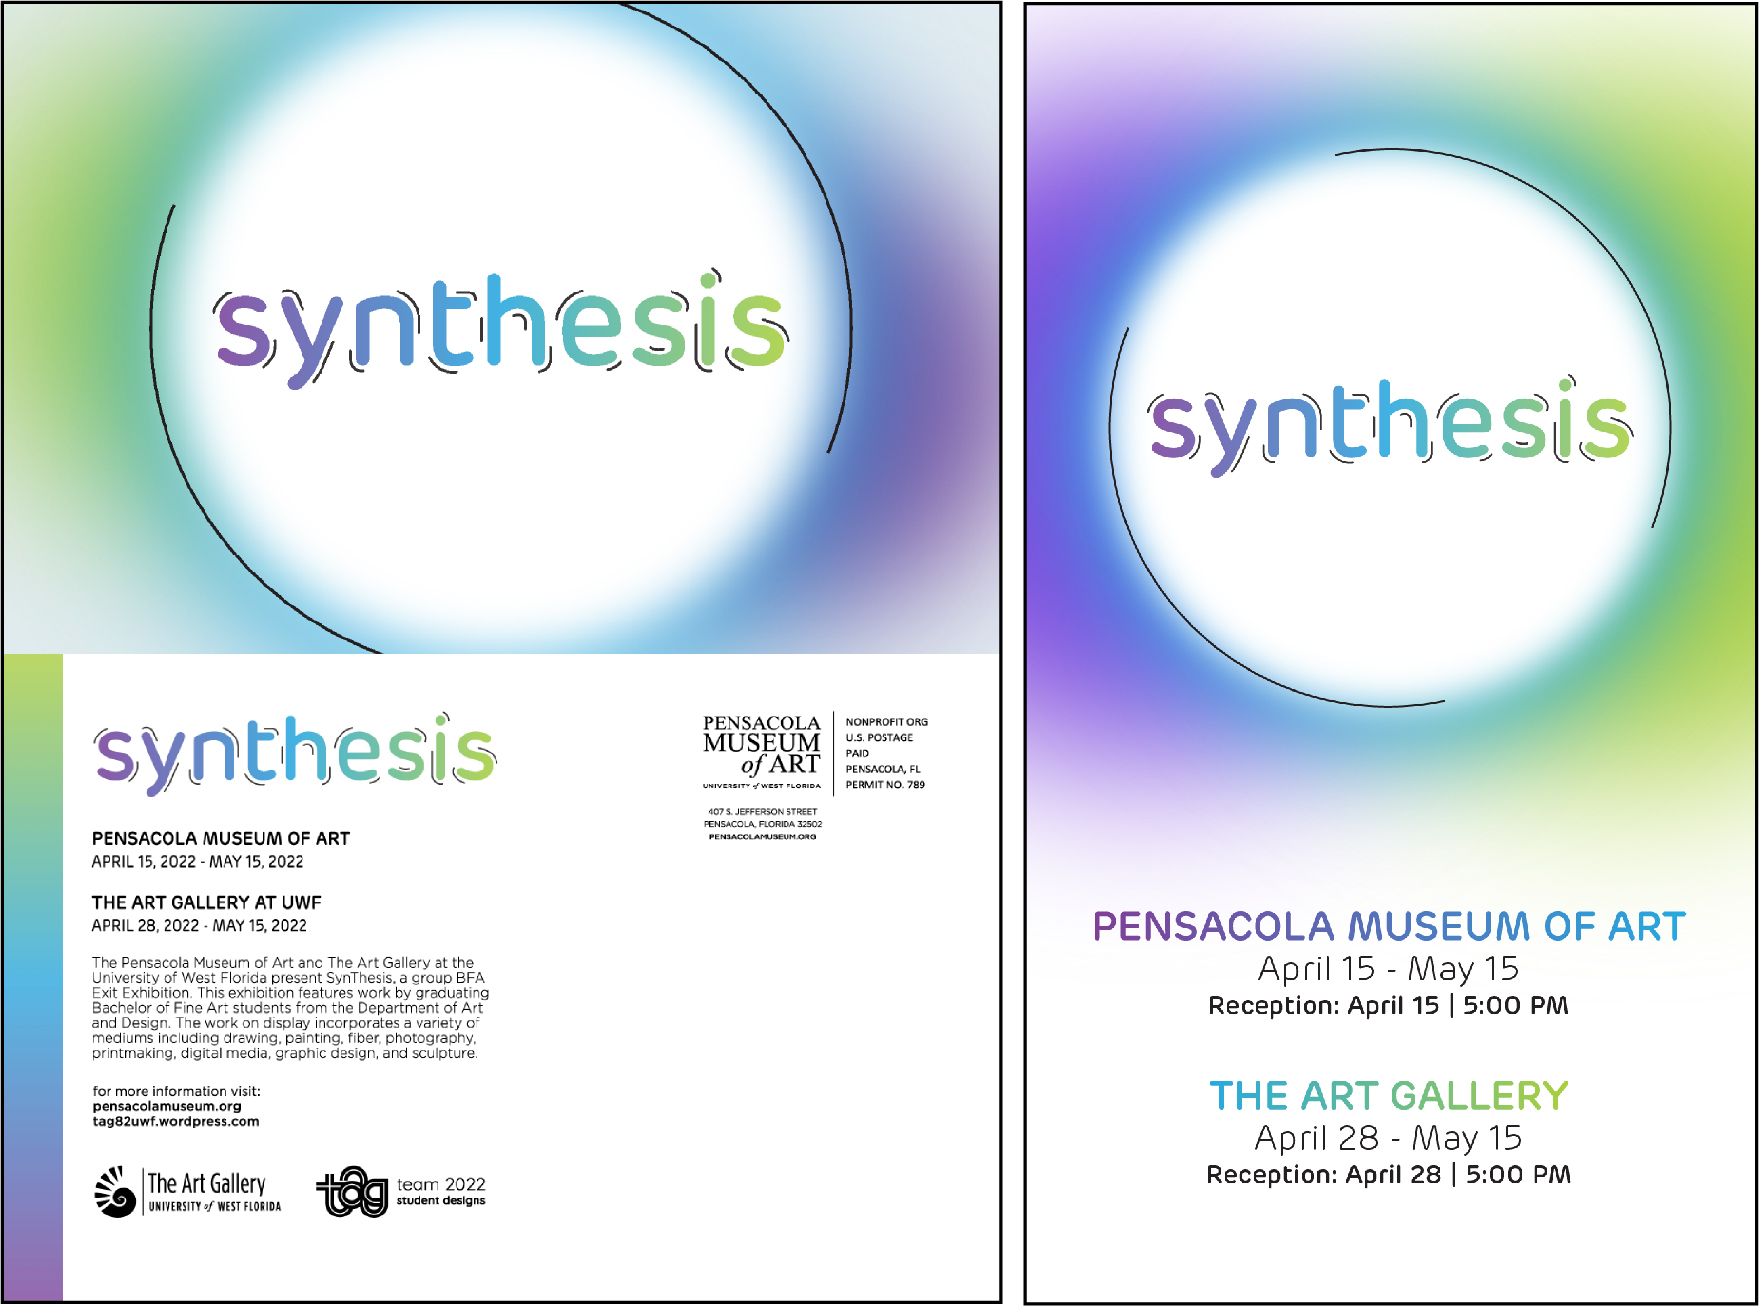 synthesis
synthesis
PENSACOLA MUSEUM OF ART
APRIL 15, 2022 - MAY 15, 2022
THE ART GALLERY AT UWF
APRIL 28, 2022 - MAY 15, 2022
The Pensacola Museum of Art and The Art Gallery at the
University of West Florida present SynThesis, a group BFA
Exit Exhibition. This exhibition features work by graduating
Bachelor of Fine Art students from the Department of Art
and Design. The work on display incorporates a variety of
mediums including drawing, painting, fiber, photography,
printmaking, digital media, graphic design, and sculpture.
for more information visit:
pensacolamuseum.org
tag82uwf.wordpress.com
The Art Gallery
UNIVERSITY of WEST FLORIDA
tag
team 2022
student designs
PENSACOLA
MUSEUM
of ART
UNIVERSITY of WEST FLORIDA
407 S. JEFFERSON STREET
PENSACOLA, FLORIDA 32502
PENSACOLAMUSEUM.ORG
NONPROFIT ORG
U.S. POSTAGE
PAID
PENSACOLA, FL
PERMIT NO. 789
synthesis
PENSACOLA MUSEUM OF ART
April 15 - May 15
Reception: April 15 | 5:00 PM
THE ART GALLERY
April 28 - May 15
Reception: April 28 | 5:00 PM